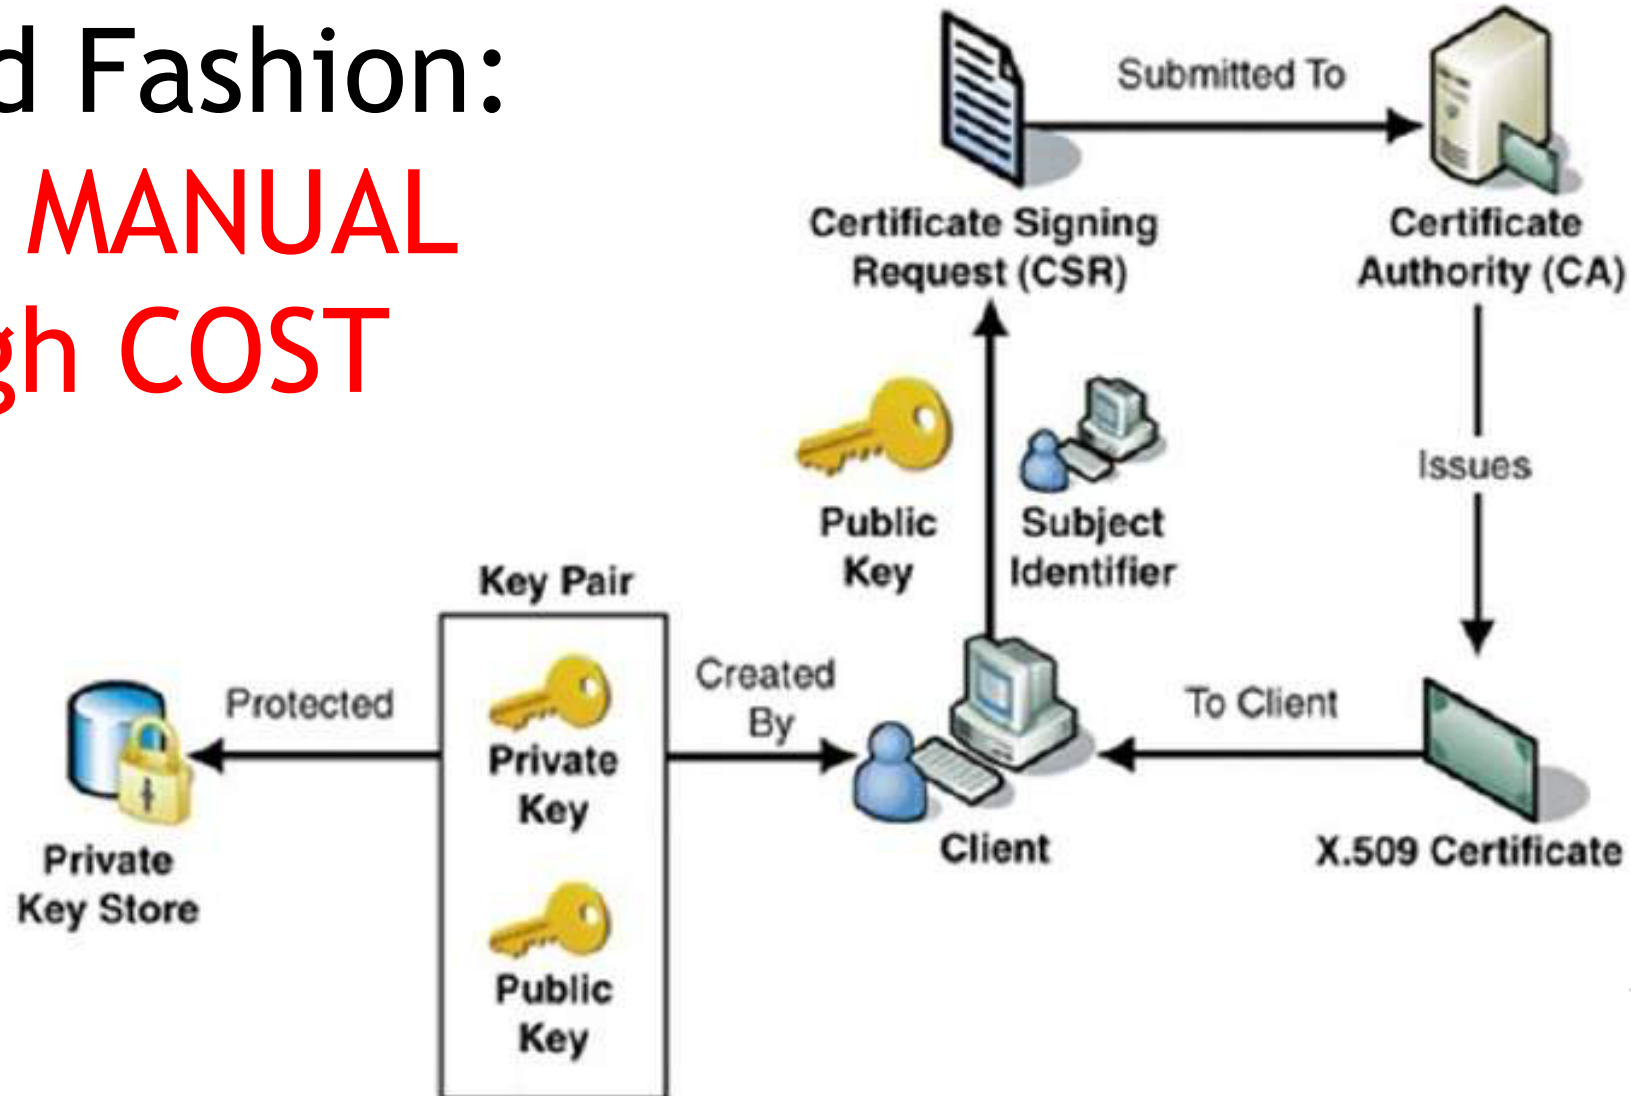 d Fashion:
MANUAL
gh COST
Submitted To
Certificate Signing
Request (CSR)
Certificate
Authority (CA)
Issues
Public
Key
Subject
Identifier
Key Pair
Protected
Private
Key
Created
By
To Client
Private
Key Store
Client
X.509 Certificate
Public
Key